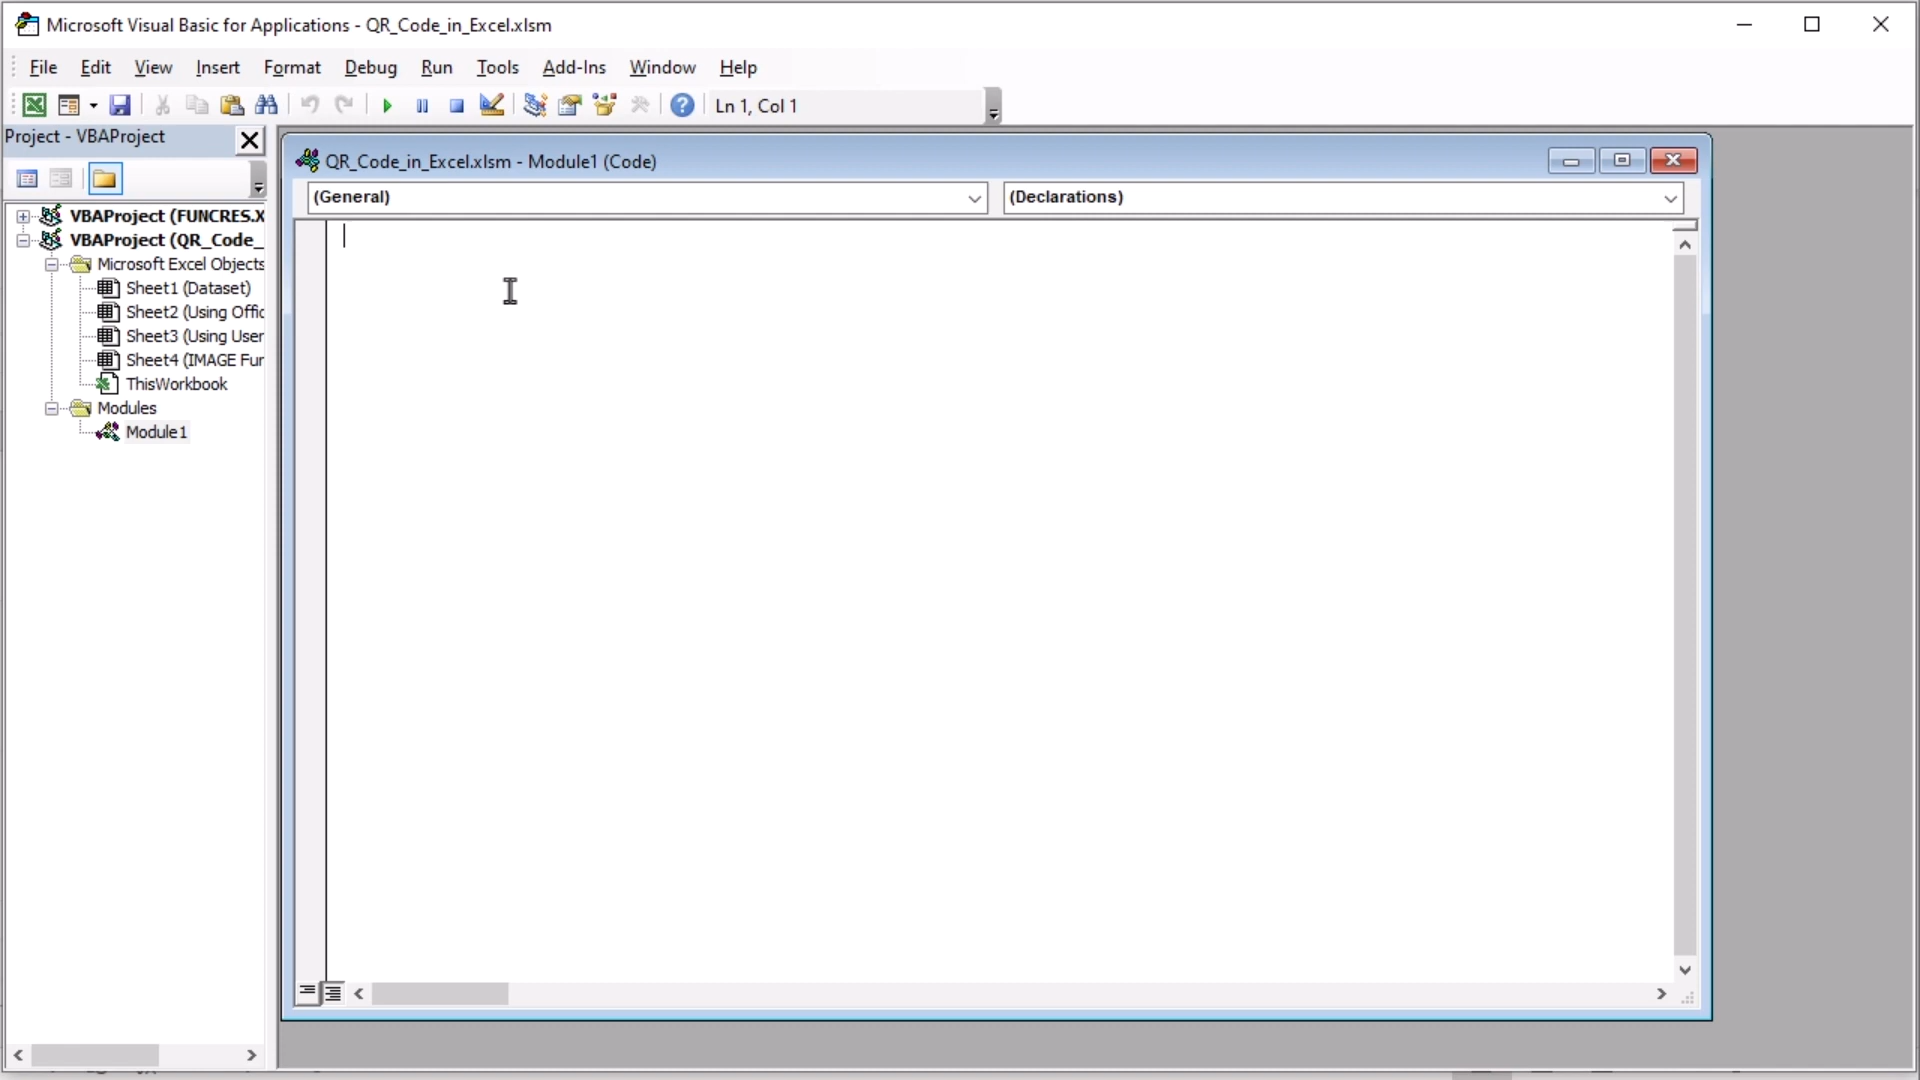 Microsoft Visual Basic for Applications - QR_Code_in_Excel.xlsm
File Edit View Insert Format Debug Run Tools Add-Ins Window Help
Ln 1, Col 1
Project - VBAProject
VBAProject (FUNCRES.X
VBAProject (QR_Code_
Microsoft Excel Objects
Sheet1 (Dataset)
Sheet2 (Using Offic
Sheet3 (Using User
Sheet4 (IMAGE Fur
ThisWorkbook
Modules
Module1
QR_Code_in_Excel.xlsm - Module1 (Code)
(General)
(Declarations)